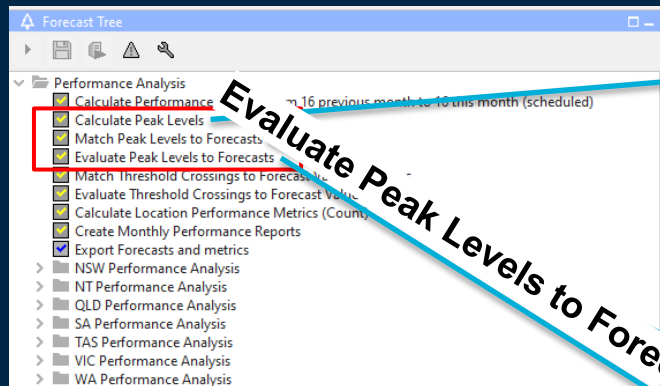 Forecast Tree
Performance Analysis
Calculate Performance m 16 previous month to 16 this month (scheduled)
Calculate Peak Levels
Match Peak Levels to Forecasts
Evaluate Peak Levels to Forecasts
Match Threshold Crossings to Forecast
Evaluate Threshold Crossings to Forecast Value
Calculate Location Performance Metrics (Count)
Create Monthly Performance Reports
Export Forecasts and metrics
NSW Performance Analysis
NT Performance Analysis
QLD Performance Analysis
SA Performance Analysis
TAS Performance Analysis
VIC Performance Analysis
WA Performance Analysis
Evaluate Peak Levels to Forec